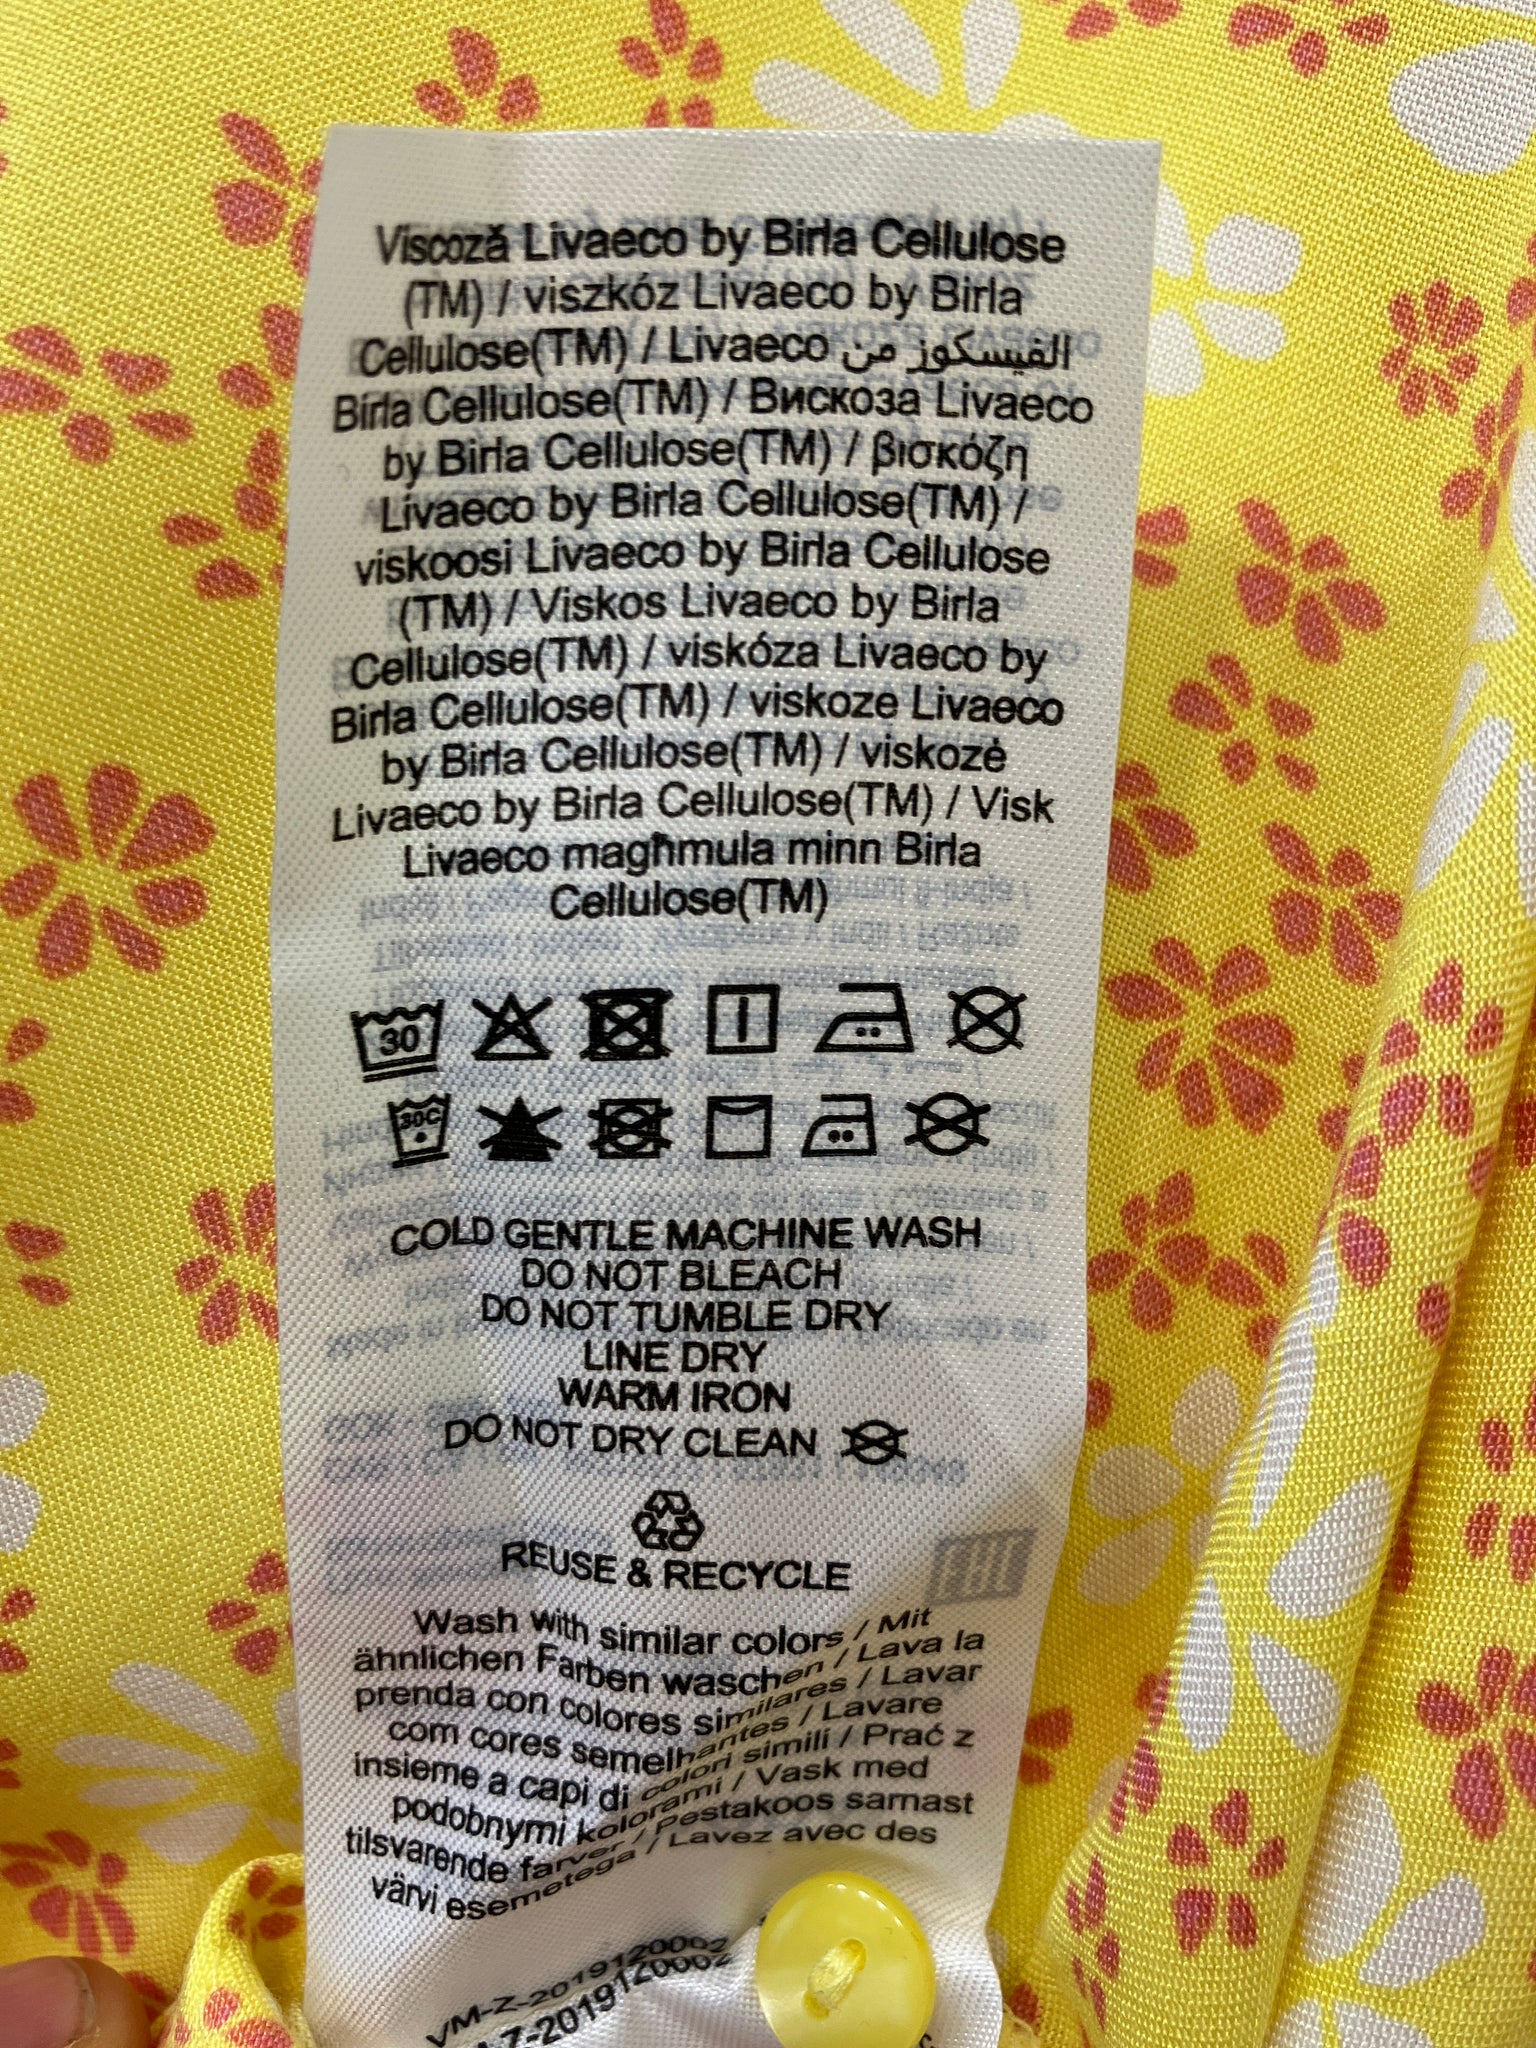 Viscoză Livaeco by Birla Cellulose
(TM) / viszkóz Livaeco by Birla
Cellulose(TM) / Livaeco الفيسكوز من
Birla Cellulose(TM) / Вискоза Livaeco
by Birla Cellulose(TM) / βισκόζη
Livaeco by Birla Cellulose(TM) /
viskoosi Livaeco by Birla Cellulose
(TM) / Viskos Livaeco by Birla
Cellulose(TM) / viskóza Livaeco by
Birla Cellulose(TM) / viskoze Livaeco
by Birla Cellulose(TM) / viskozė
Livaeco by Birla Cellulose(TM) / Visk
Livaeco magħmula minn Birla
Cellulose(TM)
30
30C
COLD GENTLE MACHINE WASH
DO NOT BLEACH
DO NOT TUMBLE DRY
LINE DRY
WARM IRON
DO NOT DRY CLEAN
REUSE & RECYCLE
Wash with similar colors / Mit
ähnlichen Farben waschen / Lava la
prenda con colores similares / Lavar
com cores semelhantes / Lavare
insieme a capi di colori simili / Prać z
podobnymi kolorami / Vask med
tilsvarende farver / Pestakoos samast
värvi esemetega / Lavez avec des
VM-Z-2019120002
Z-2019120002